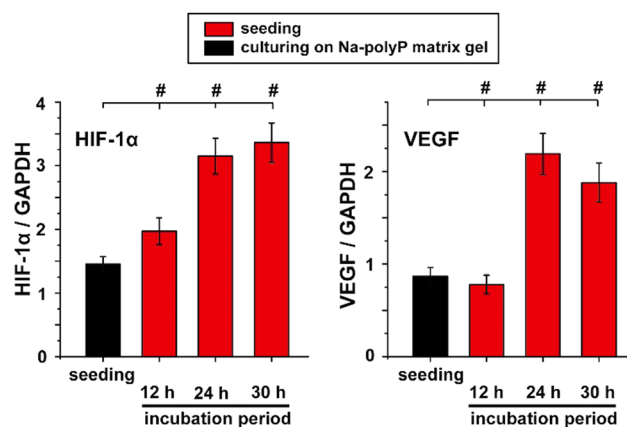 seeding
culturing on Na-polyP matrix gel
# # #
HIF-1α
HIF-1α / GAPDH
4
3
2
1
0
seeding
12 h 24 h 30 h
incubation period
# # #
VEGF
VEGF / GAPDH
2
1
0
seeding
12 h 24 h 30 h
incubation period